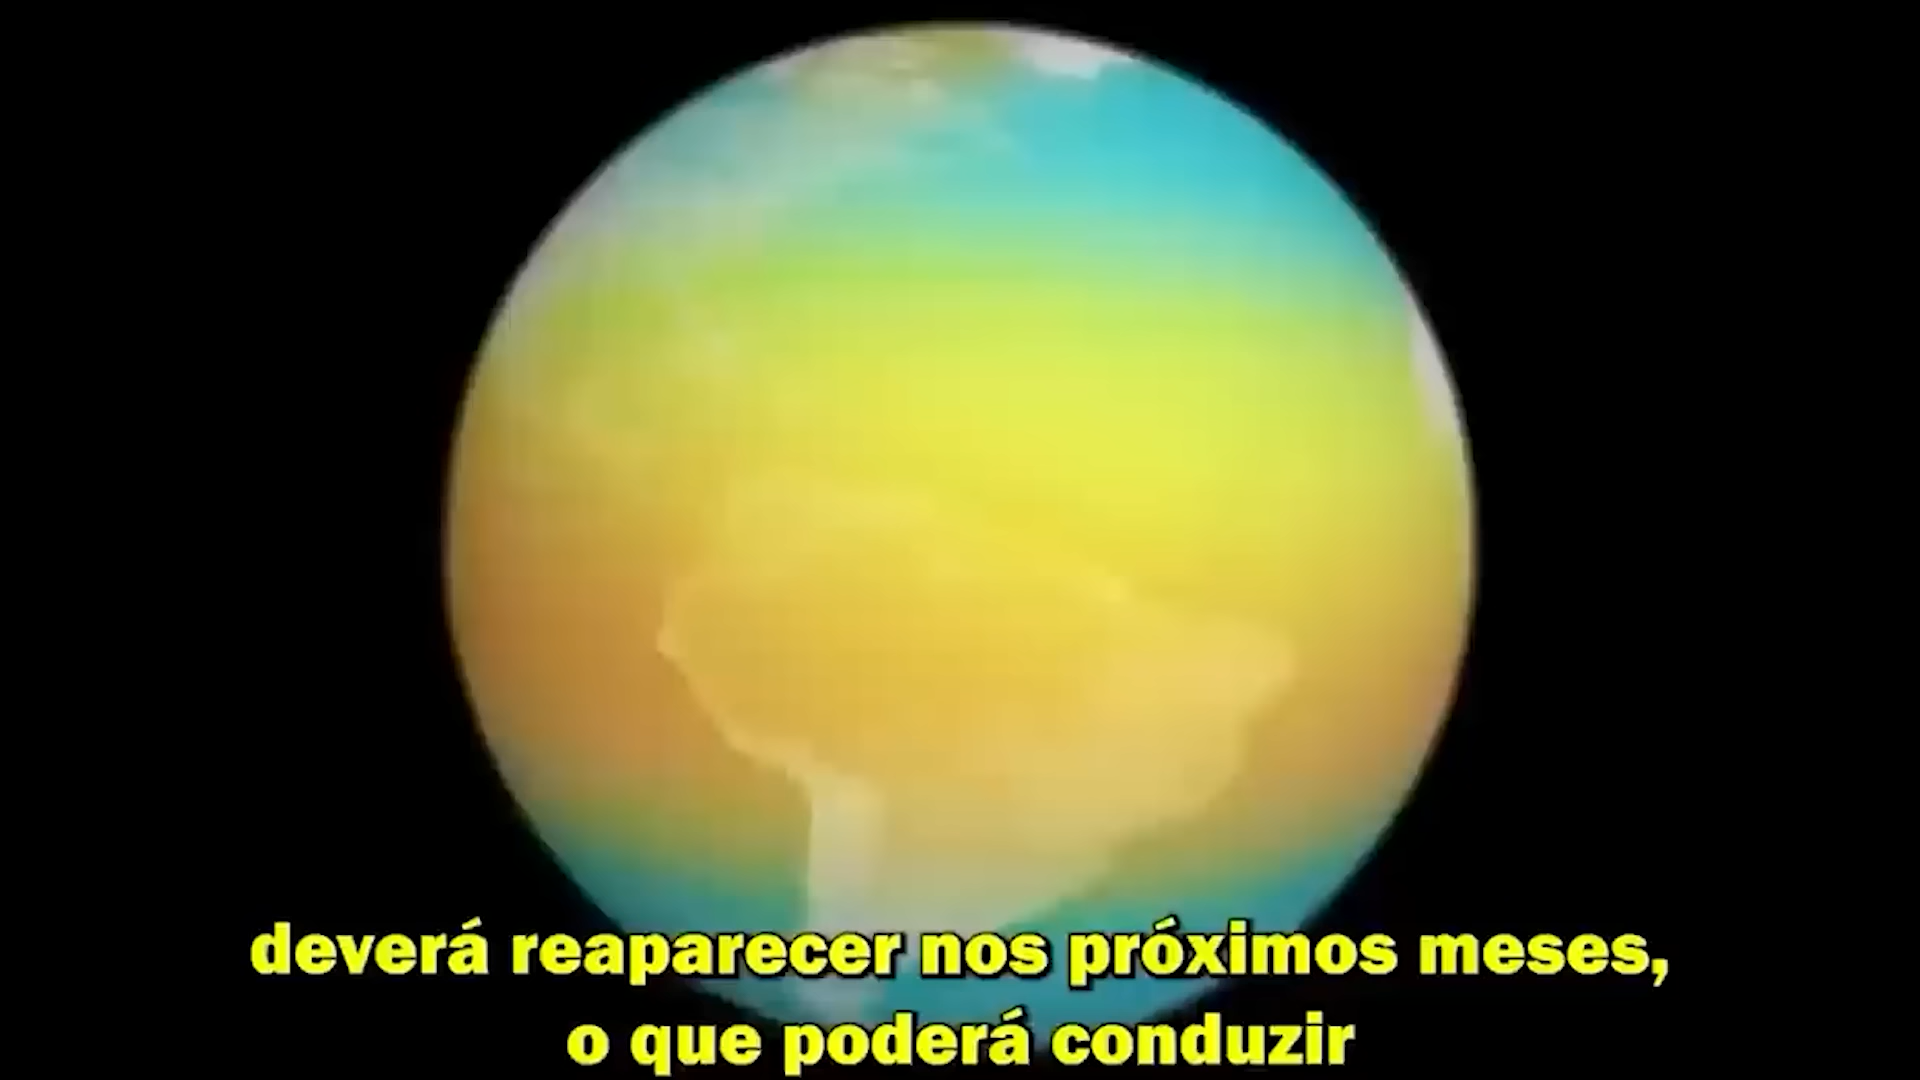 deverá reaparecer nos próximos meses,
o que poderá conduzir